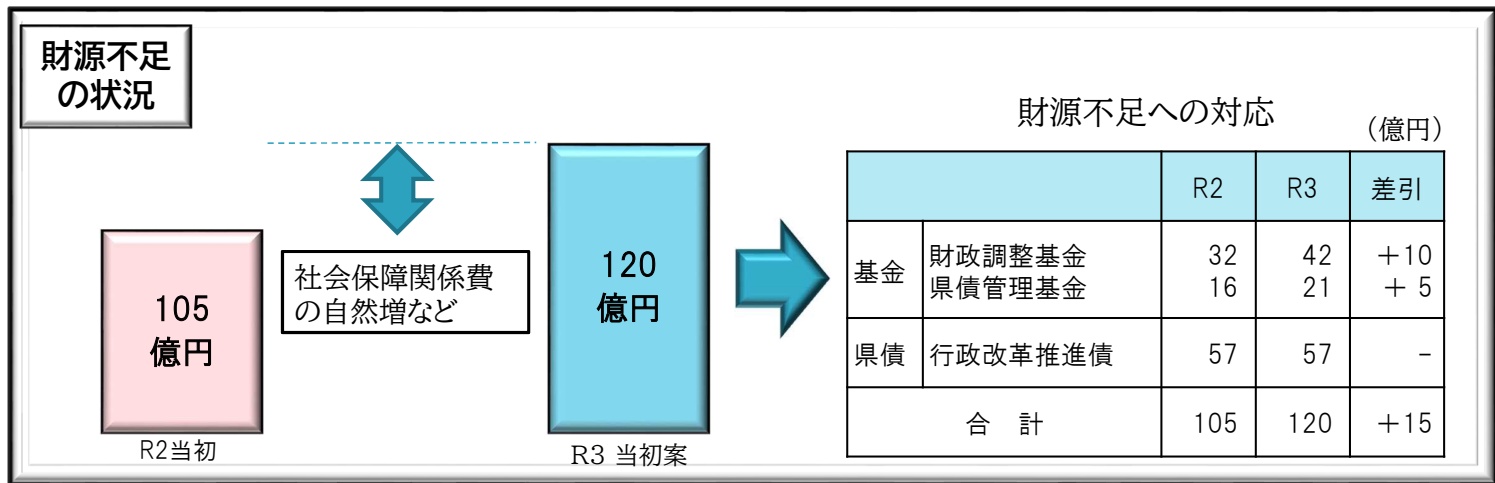 財源不足
の状況
105
億円
R2当初
社会保障関係費
の自然増など
120
億円
R3 当初案
財源不足への対応
(億円)
R2 R3 差引
基金 財政調整基金 32 42 +10
県債管理基金 16 21 + 5
県債 行政改革推進債 57 57 −
合 計 105 120 +15